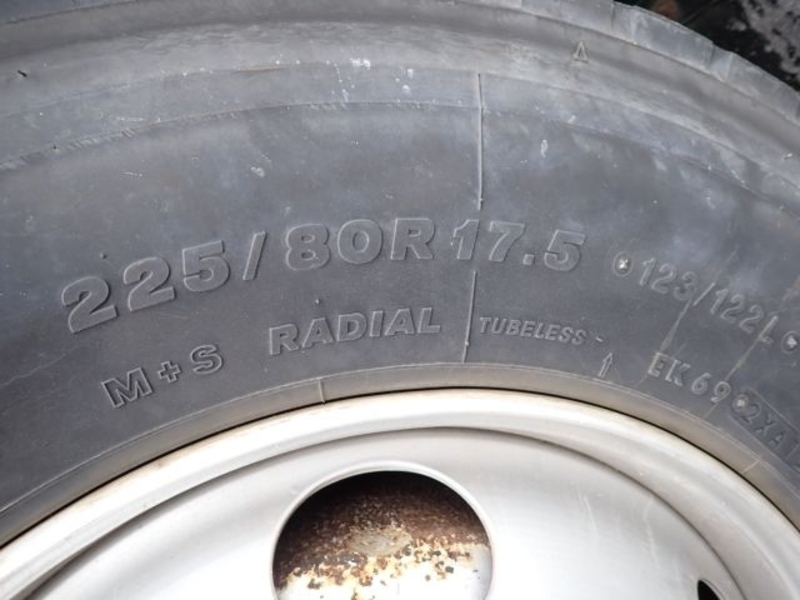 225/80R17.5 123/122L
M+S RADIAL TUBELESS
EK69